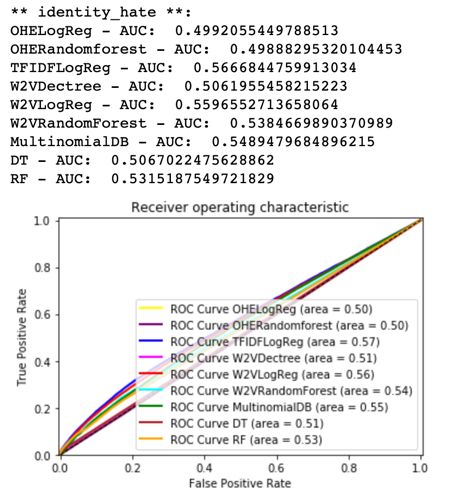 ** identity_hate **:
OHELogReg - AUC: 0.4992055449788513
OHERandomforest - AUC: 0.49888295320104453
TFIDFLogReg - AUC: 0.5666844759913034
W2VDectree - AUC: 0.5061955458215223
W2VLogReg - AUC: 0.5596552713658064
W2VRandomForest - AUC: 0.5384669890370989
MultinomialDB - AUC: 0.5489479684896215
DT - AUC: 0.5067022475628862
RF - AUC: 0.5315187549721829
Receiver operating characteristic
1.0
0.8
0.6
0.4
0.2
0.0
True Positive Rate
ROC Curve OHELogReg (area = 0.50)
ROC Curve OHERandomforest (area = 0.50)
ROC Curve TFIDFLogReg (area = 0.57)
ROC Curve W2VDectree (area = 0.51)
ROC Curve W2VLogReg (area = 0.56)
ROC Curve W2VRandomForest (area = 0.54)
ROC Curve MultinomialDB (area = 0.55)
ROC Curve DT (area = 0.51)
ROC Curve RF (area = 0.53)
0.0 0.2 0.4 0.6 0.8 1.0
False Positive Rate